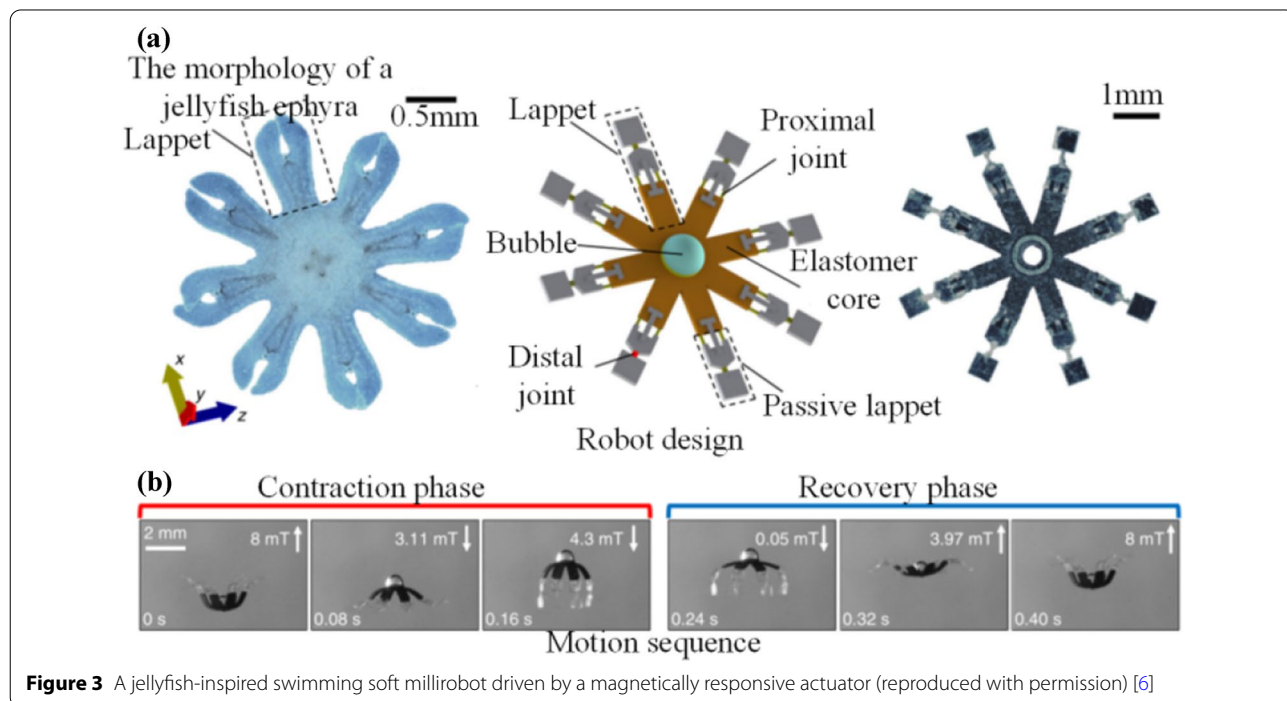 (a)
The morphology of a
jellyfish ephyra
Lappet
0.5mm
x
y
z
Lappet
Proximal
joint
Bubble
Elastomer
core
Distal
joint
Passive lappet
Robot design
1mm
(b)
Contraction phase
Recovery phase
2 mm
8 mT↑
0 s
3.11 mT↓
0.08 s
4.3 mT↓
0.16 s
0.05 mT↓
0.24 s
3.97 mT↑
0.32 s
8 mT↑
0.40 s
Motion sequence
Figure 3 A jellyfish-inspired swimming soft millirobot driven by a magnetically responsive actuator (reproduced with permission) [6]